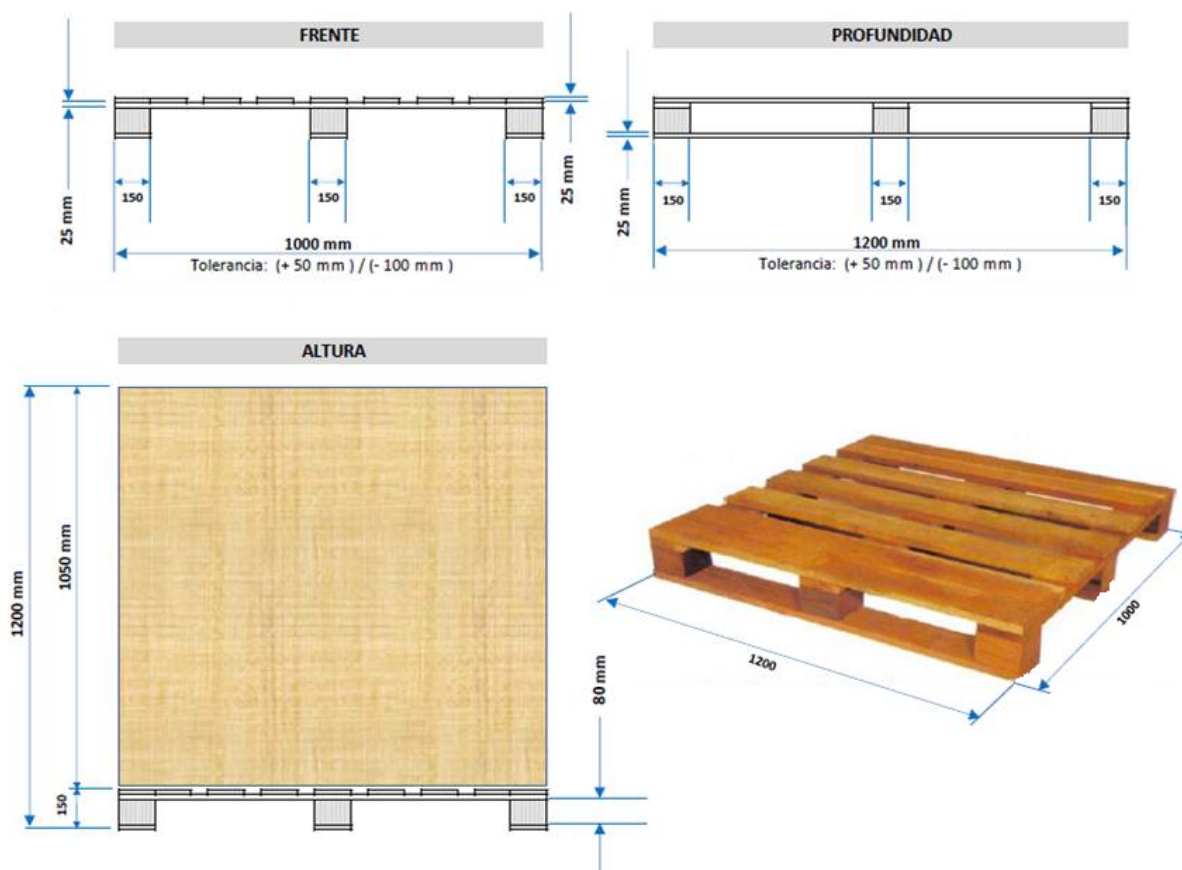 FRENTE
25 mm
150
150
150
25 mm
1000 mm
Tolerancia: (+ 50 mm ) / (- 100 mm )
PROFUNDIDAD
25 mm
150
150
150
1200 mm
Tolerancia: (+ 50 mm ) / (- 100 mm )
ALTURA
1200 mm
1050 mm
150
80 mm
1200
1000